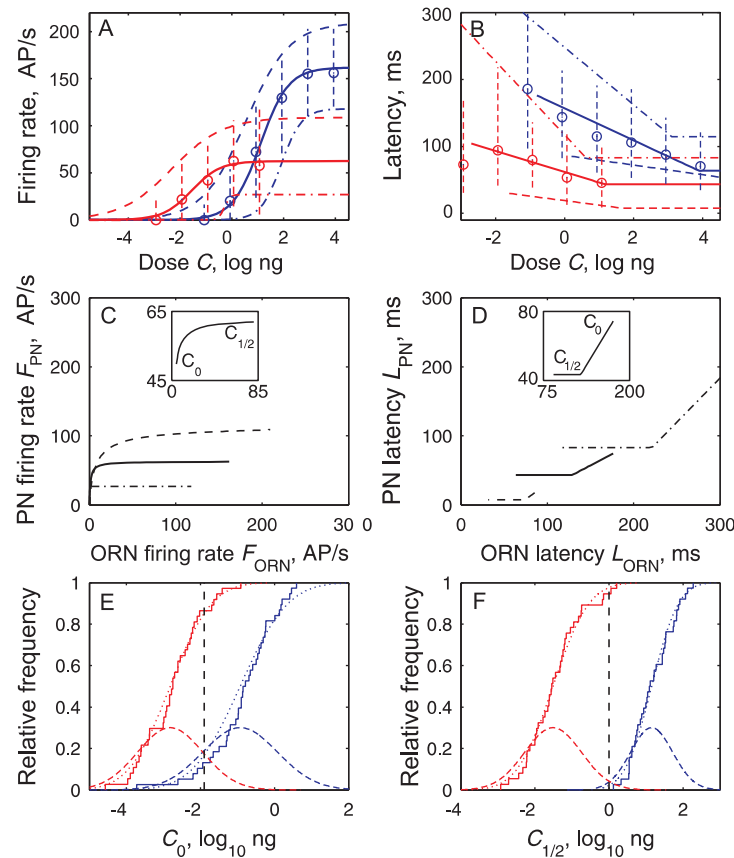 A
Firing rate, AP/s
200
150
100
50
0
-4
-2
0
2
4
Dose C, log ng
B
Latency, ms
300
200
100
0
-2
0
2
4
Dose C, log ng
C
PN firing rate F_PN, AP/s
300
200
100
0
0
100
200
30
65
45
0
85
C_0
C_1/2
ORN firing rate F_ORN, AP/s
D
PN latency L_PN, ms
300
200
100
0
0
100
200
300
80
40
75
200
C_1/2
C_0
ORN latency L_ORN, ms
E
Relative frequency
1
0.8
0.6
0.4
0.2
0
-4
-2
0
2
C_0, log_10 ng
F
Relative frequency
1
0.8
0.6
0.4
0.2
0
-4
-2
0
2
C_1/2, log_10 ng